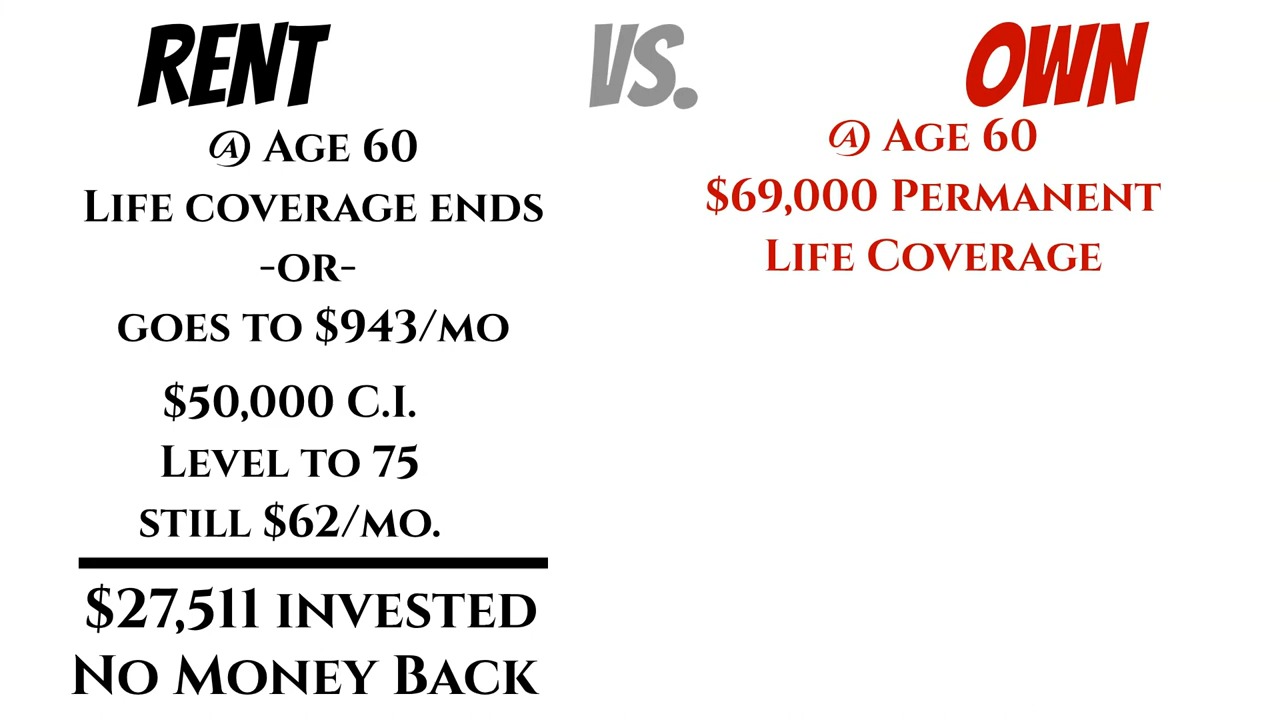 RENT VS. OWN
@ Age 60
Life coverage ends
-or-
goes to $943/mo
$50,000 C.I.
Level to 75
still $62/mo.
$27,511 invested
No Money Back
@ Age 60
$69,000 Permanent
Life Coverage